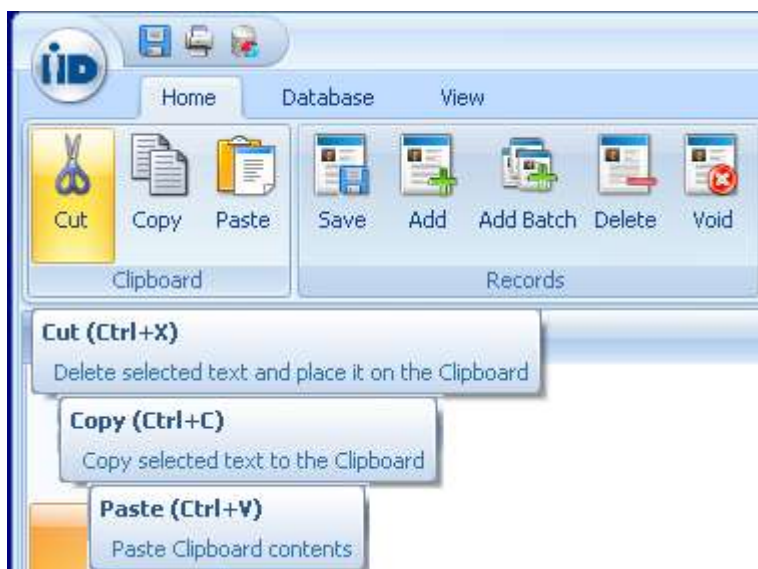 iiD
Home Database View
Cut Copy Paste Save Add Add Batch Delete Void
Clipboard Records
Cut (Ctrl+X)
Delete selected text and place it on the Clipboard
Copy (Ctrl+C)
Copy selected text to the Clipboard
Paste (Ctrl+V)
Paste Clipboard contents